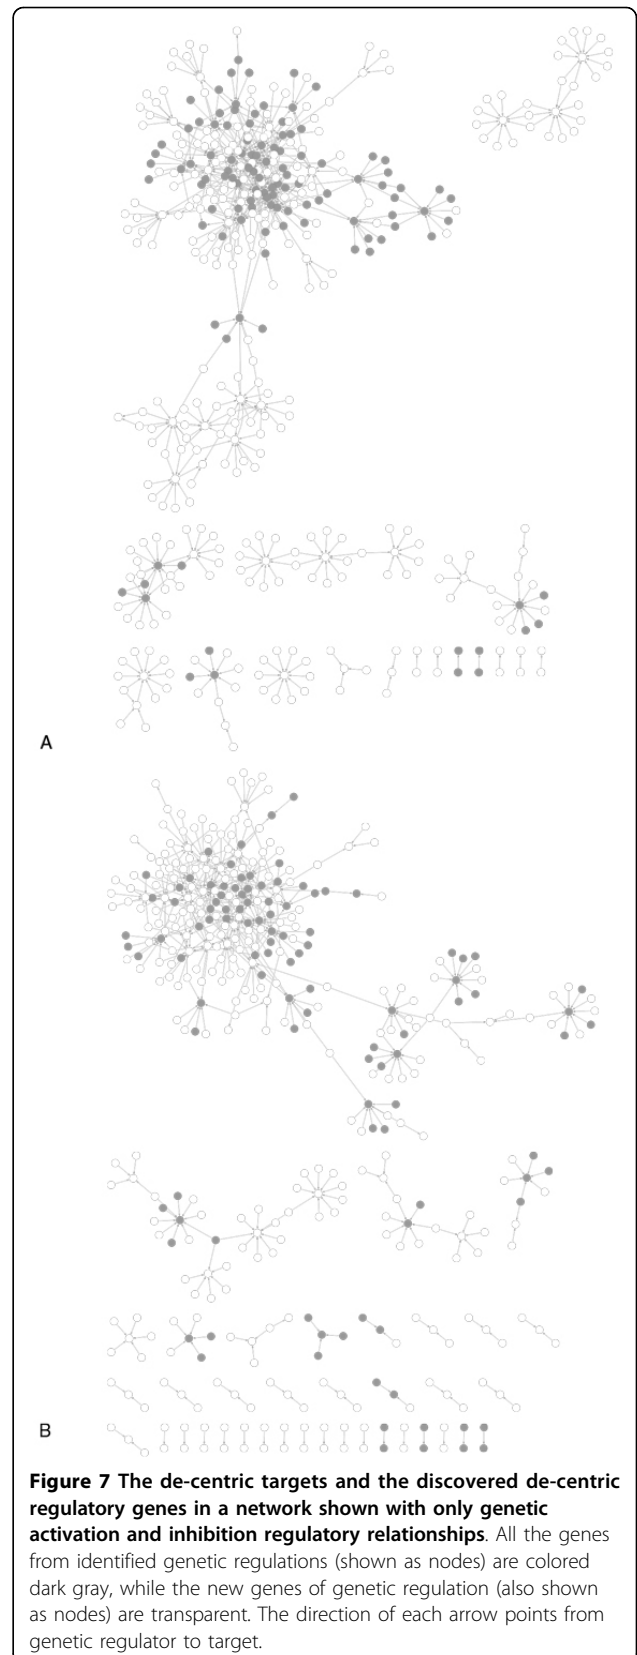 A
B
Figure 7 The de-centric targets and the discovered de-centric
regulatory genes in a network shown with only genetic
activation and inhibition regulatory relationships. All the genes
from identified genetic regulations (shown as nodes) are colored
dark gray, while the new genes of genetic regulation (also shown
as nodes) are transparent. The direction of each arrow points from
genetic regulator to target.